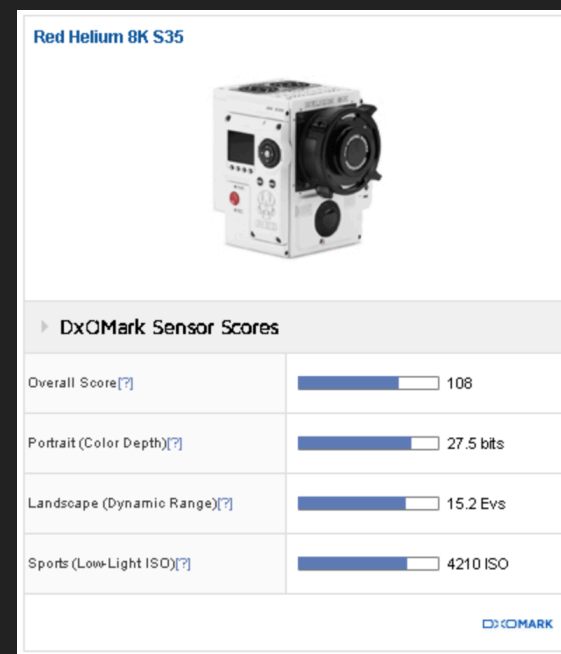 Red Helium 8K S35
DxOMark Sensor Scores
Overall Score[?] 108
Portrait (Color Depth)[?] 27.5 bits
Landscape (Dynamic Range)[?] 15.2 Evs
Sports (Low-Light ISO)[?] 4210 ISO
DXOMARK